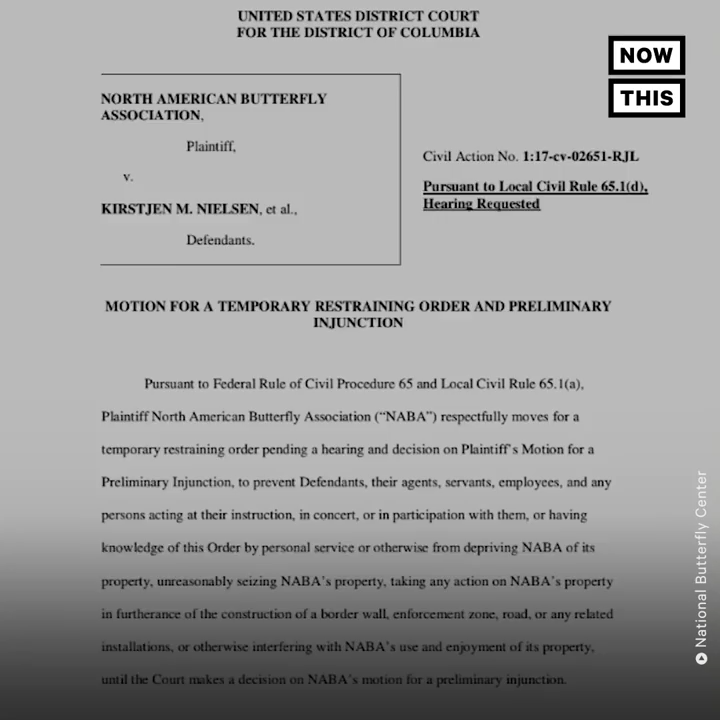 UNITED STATES DISTRICT COURT
FOR THE DISTRICT OF COLUMBIA
NOW
THIS
NORTH AMERICAN BUTTERFLY
ASSOCIATION,
Plaintiff,
v.
KIRSTJEN M. NIELSEN, et al.,
Defendants.
Civil Action No. 1:17-cv-02651-RJL
Pursuant to Local Civil Rule 65.1(d),
Hearing Requested
MOTION FOR A TEMPORARY RESTRAINING ORDER AND PRELIMINARY
INJUNCTION
Pursuant to Federal Rule of Civil Procedure 65 and Local Civil Rule 65.1(a),
Plaintiff North American Butterfly Association (“NABA”) respectfully moves for a
temporary restraining order pending a hearing and decision on Plaintiff’s Motion for a
Preliminary Injunction, to prevent Defendants, their agents, servants, employees, and any
persons acting at their instruction, in concert, or in participation with them, or having
knowledge of this Order by personal service or otherwise from depriving NABA of its
property, unreasonably seizing NABA’s property, taking any action on NABA’s property
in furtherance of the construction of a border wall, enforcement zone, road, or any related
installations, or otherwise interfering with NABA’s use and enjoyment of its property,
until the Court makes a decision on NABA’s motion for a preliminary injunction.
National Butterfly Center